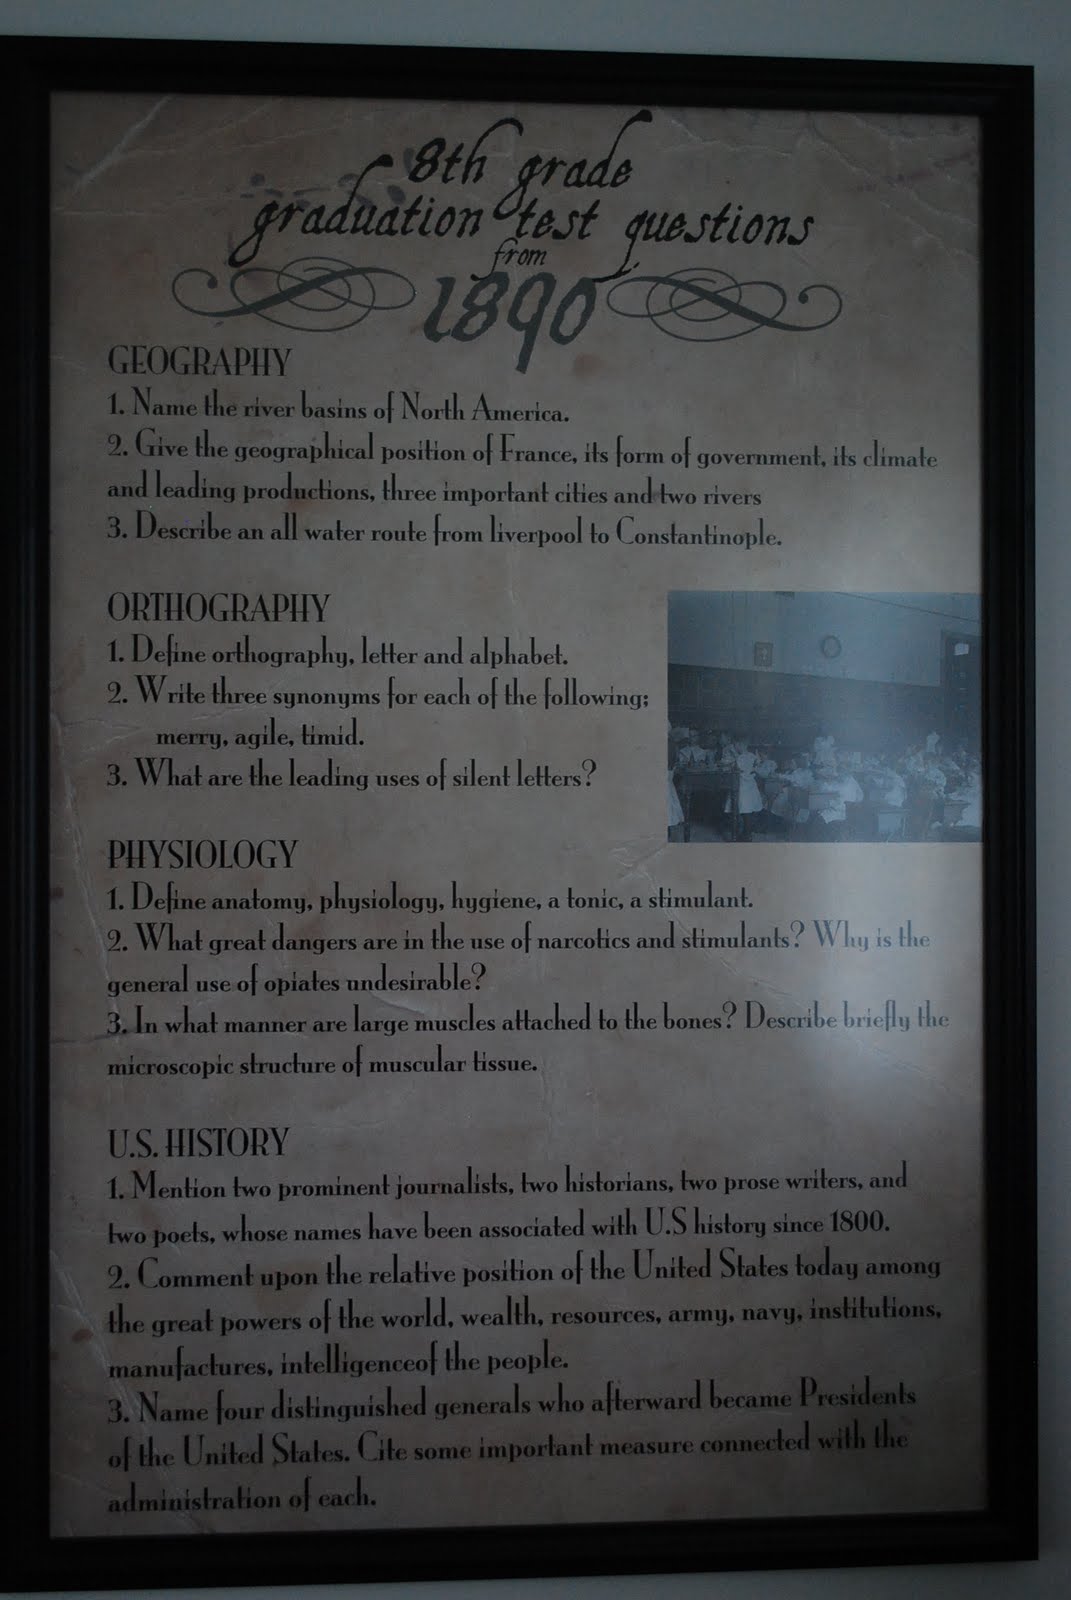 8th grade
graduation test questions
from
1890
GEOGRAPHY
1. Name the river basins of North America.
2. Give the geographical position of France, its form of government, its climate
and leading productions, three important cities and two rivers
3. Describe an all water route from liverpool to Constantinople.
ORTHOGRAPHY
1. Define orthography, letter and alphabet.
2. Write three synonyms for each of the following;
merry, agile, timid.
3. What are the leading uses of silent letters?
PHYSIOLOGY
1. Define anatomy, physiology, hygiene, a tonic, a stimulant.
2. What great dangers are in the use of narcotics and stimulants? Why is the
general use of opiates undesirable?
3. In what manner are large muscles attached to the bones? Describe briefly the
microscopic structure of muscular tissue.
U.S. HISTORY
1. Mention two prominent journalists, two historians, two prose writers, and
two poets, whose names have been associated with U.S history since 1800.
2. Comment upon the relative position of the United States today among
the great powers of the world, wealth, resources, army, navy, institutions,
manufactures, intelligenceof the people.
3. Name four distinguished generals who afterward became Presidents
of the United States. Cite some important measure connected with the
administration of each.